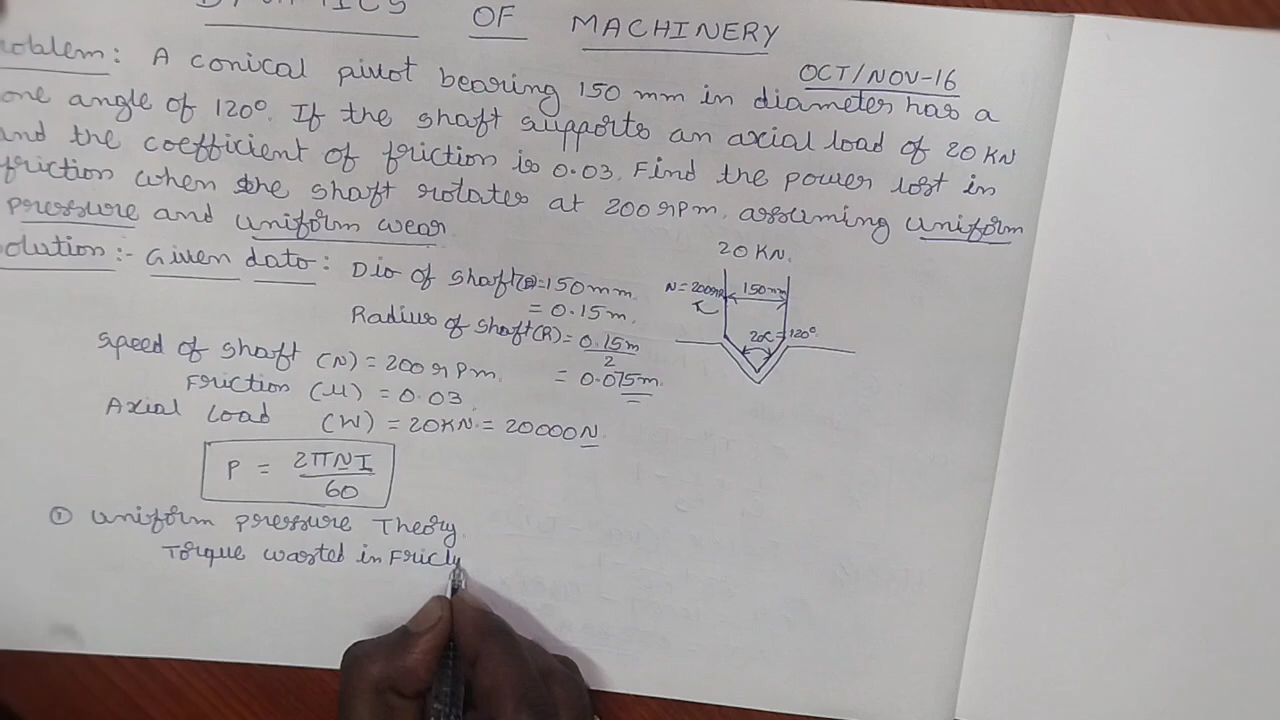 OF MACHINERY
OCT/NOV-16
oblem: A conical pivot bearing 150 mm in diameter has a
one angle of 120°. If the shaft supports an axial load of 20 KN
and the coefficient of friction is 0.03. Find the power lost in
friction when the shaft rotates at 200 rpm, assuming uniform
pressure and uniform wear.
olution:- Given data: Dia of shaft(D)=150mm.
= 0.15m.
Radius of shaft(R)= 0.15m
2
= 0.075m.
Speed of shaft (N) = 200 rpm.
Friction (μ) = 0.03
Axial Load (W) = 20KN = 20000N.
P = 2πNT
60
① Uniform pressure Theory.
Torque wasted in Fricti
20 KN.
N=200rp
150mm
2α=120°